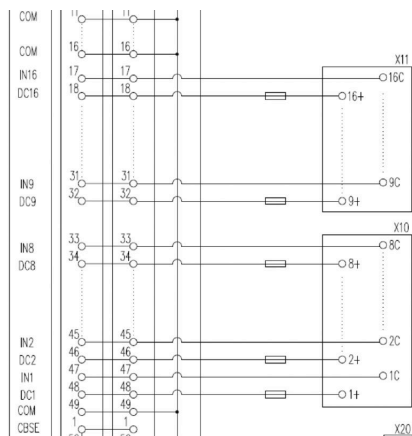 COM 11 11
COM 16 16
X11
IN16 17 17 16C
DC16 18 18 16+
IN9 31 31 9C
DC9 32 32 9+
X10
IN8 33 33 8C
DC8 34 34 8+
IN2 45 45 2C
DC2 46 46 2+
IN1 47 47 1C
DC1 48 48 1+
COM 49 49
CBSE 1 1
X20